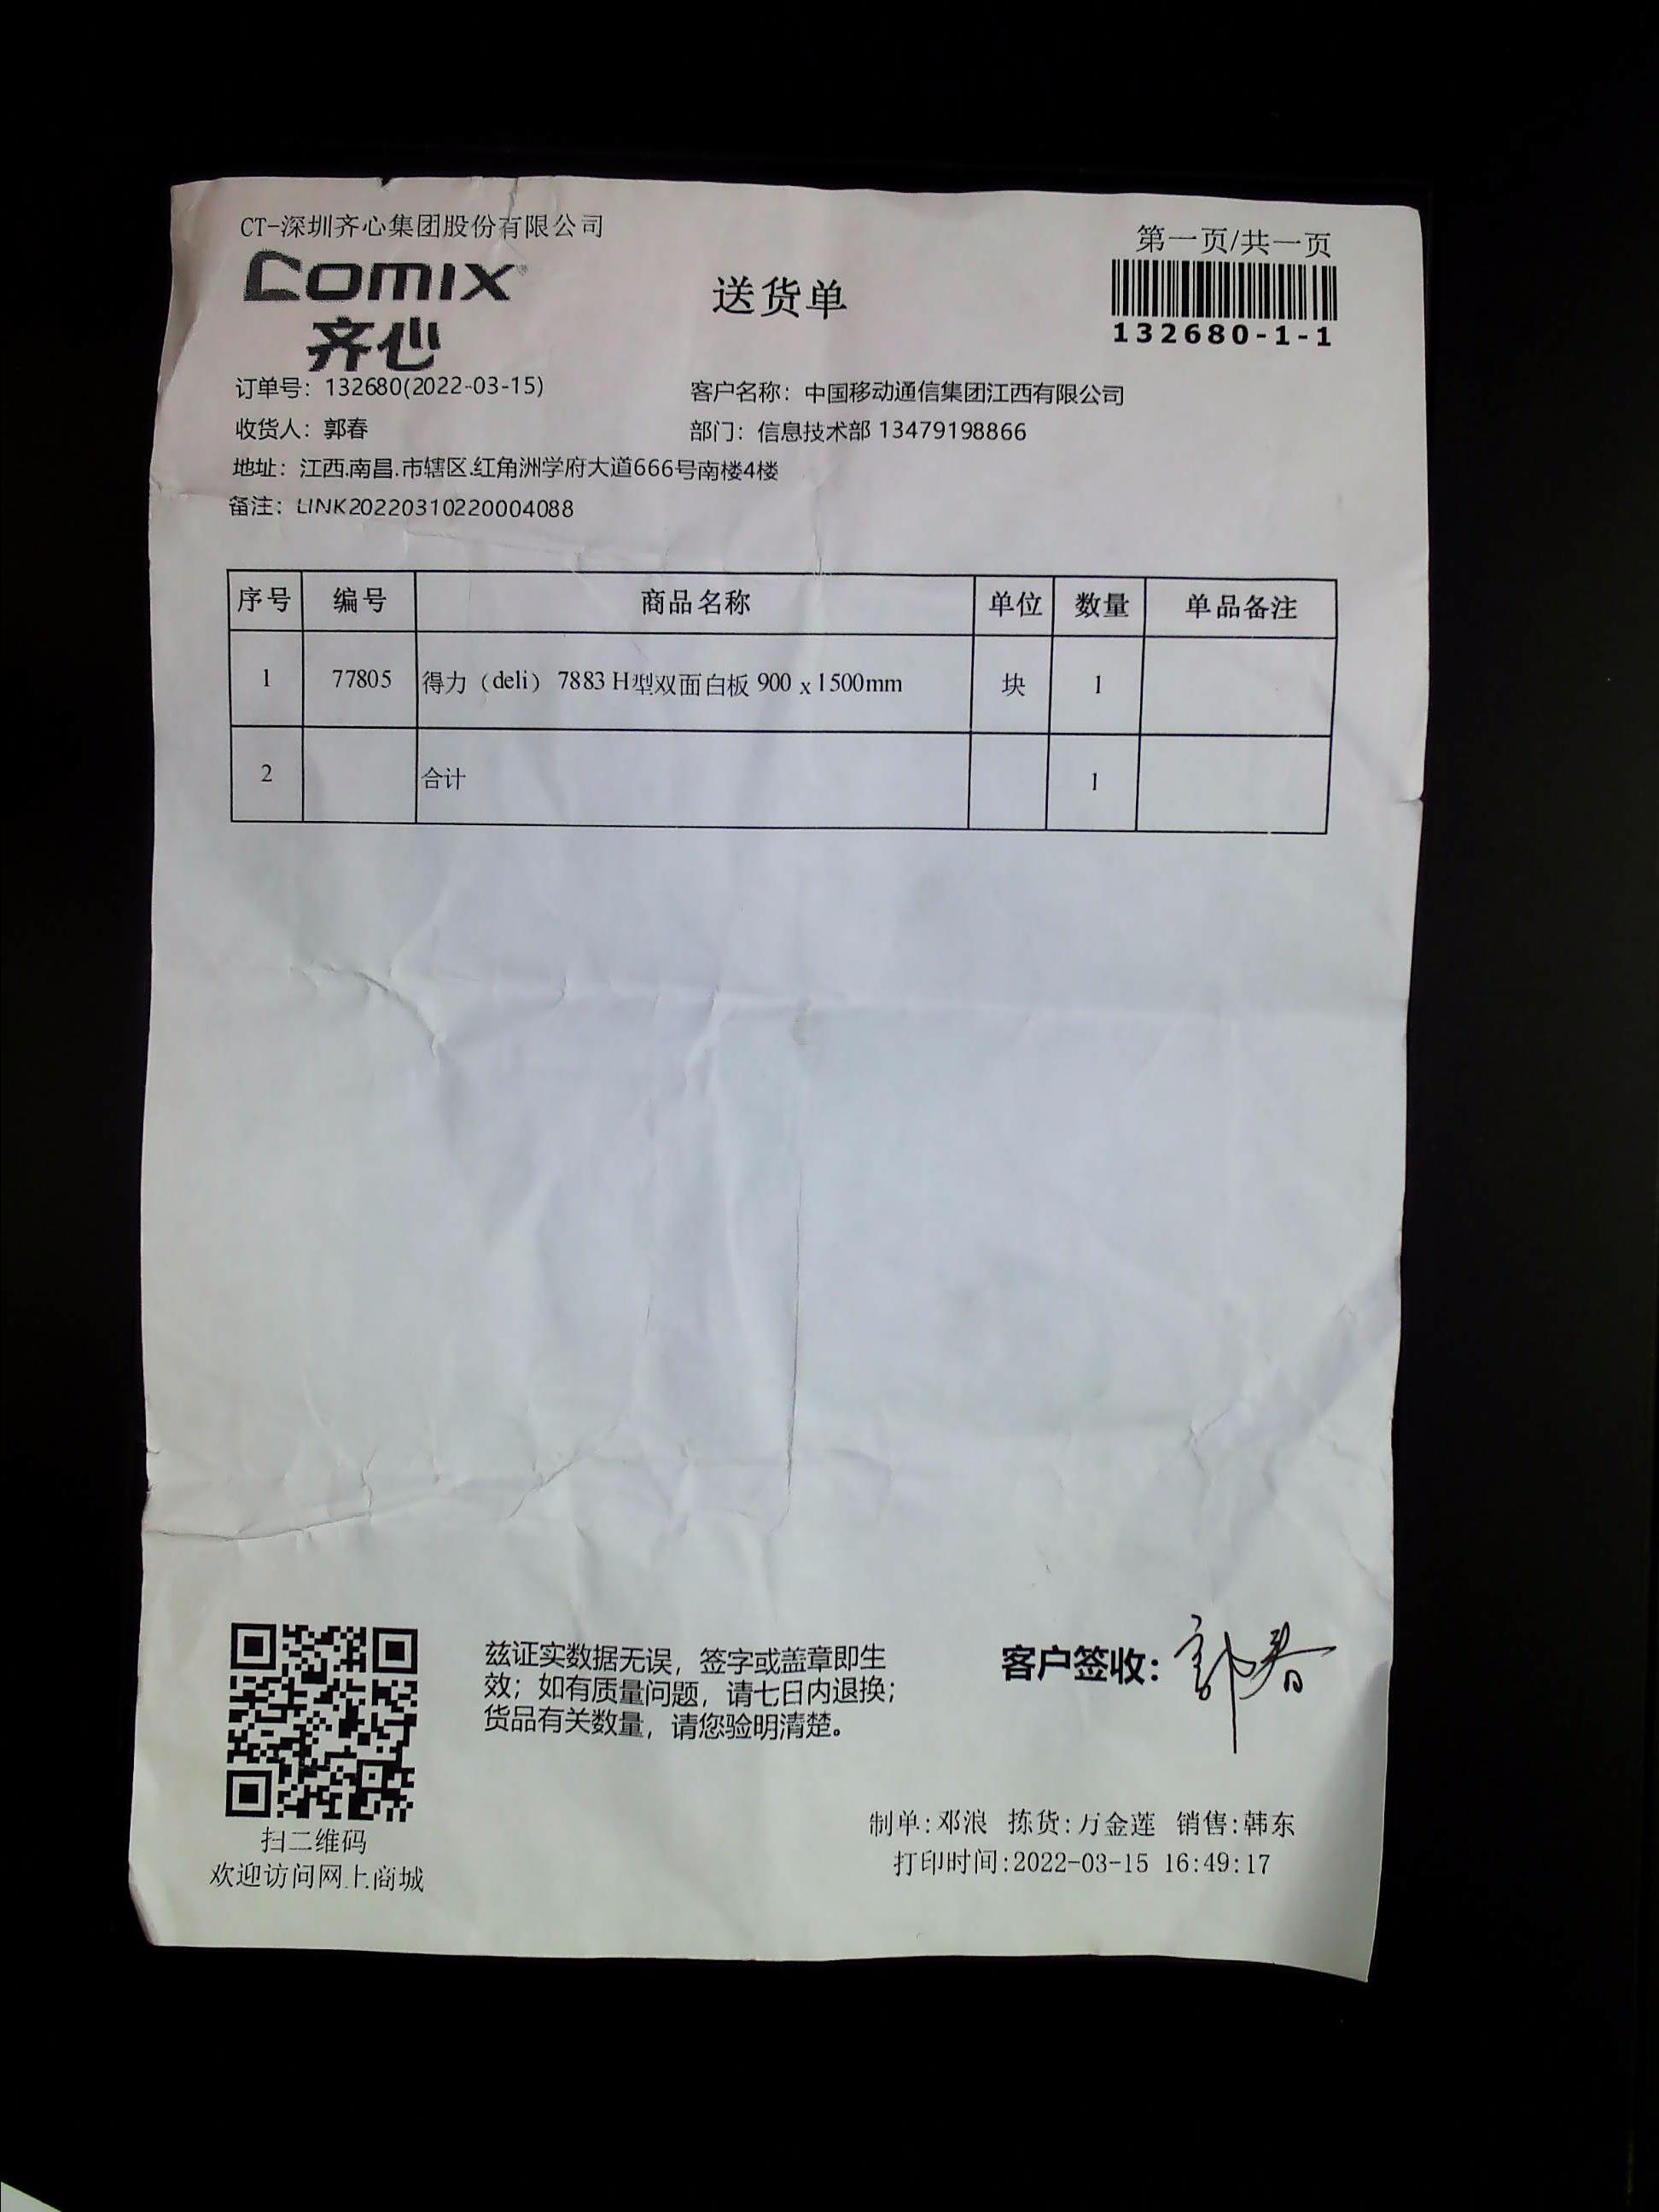 CT-深圳齐心集团股份有限公司
第一页/共一页
COMIX
齐心
送货单
132680-1-1
订单号：132680(2022-03-15)
客户名称：中国移动通信集团江西有限公司
收货人：郭春
部门：信息技术部 13479198866
地址：江西.南昌.市辖区.红角洲学府大道666号南楼4楼
备注：LINK20220310220004088
序号 编号 商品名称 单位 数量 单品备注
1 77805 得力（deli） 7883 H型双面白板 900 x 1500mm 块 1
2 合计 1
兹证实数据无误，签字或盖章即生
效；如有质量问题，请七日内退换；
货品有关数量，请您验明清楚。
客户签收：郭春
扫二维码
欢迎访问网上商城
制单:邓浪 拣货:万金莲 销售:韩东
打印时间:2022-03-15 16:49:17